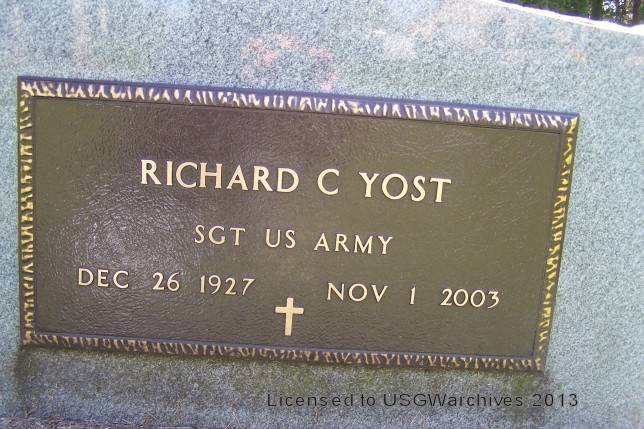 RICHARD C YOST
SGT US ARMY
DEC 26 1927 NOV 1 2003
Licensed to USGWarchives 2013